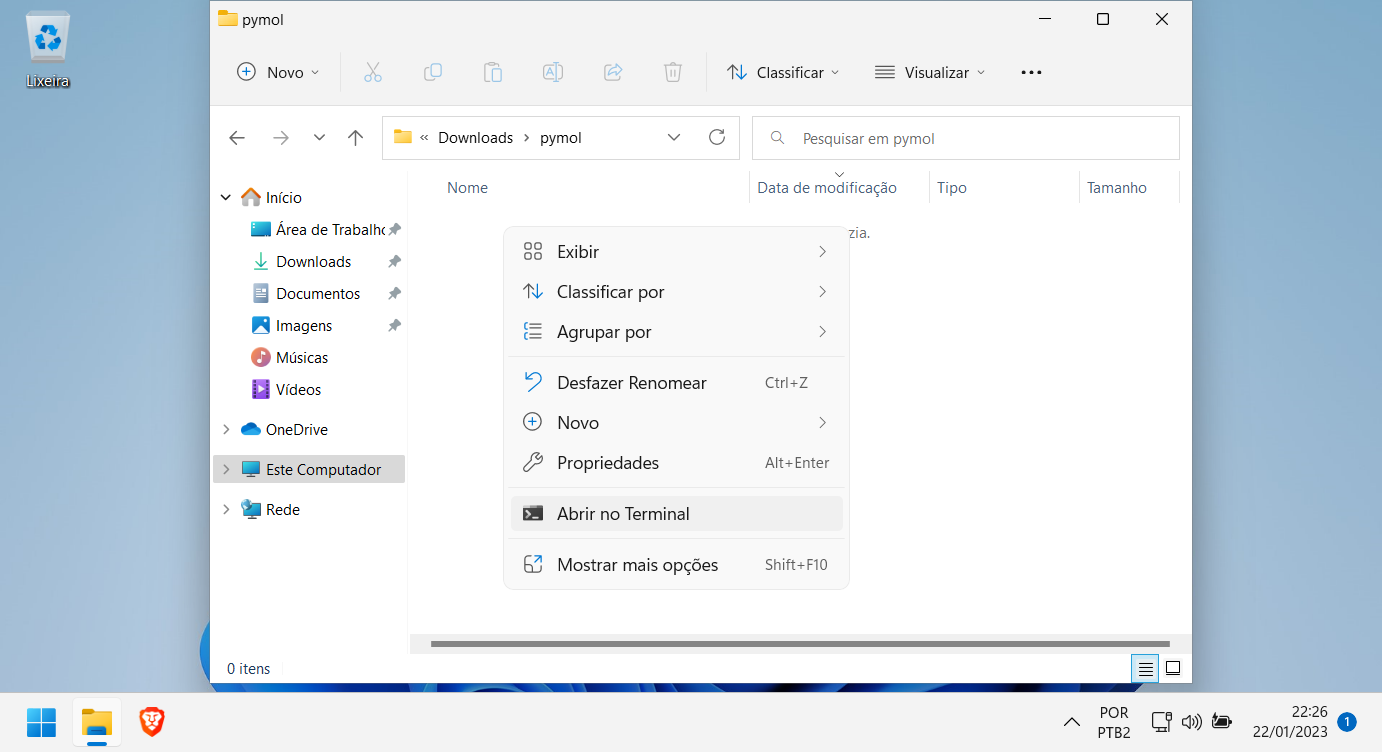 Lixeira
pymol
Novo
Classificar
Visualizar
« Downloads > pymol
Pesquisar em pymol
Nome
Data de modificação
Tipo
Tamanho
Início
Área de Trabalho
Downloads
Documentos
Imagens
Músicas
Vídeos
OneDrive
Este Computador
Rede
zia.
Exibir
Classificar por
Agrupar por
Desfazer Renomear Ctrl+Z
Novo
Propriedades Alt+Enter
Abrir no Terminal
Mostrar mais opções Shift+F10
0 itens
POR
PTB2
22:26
22/01/2023
1